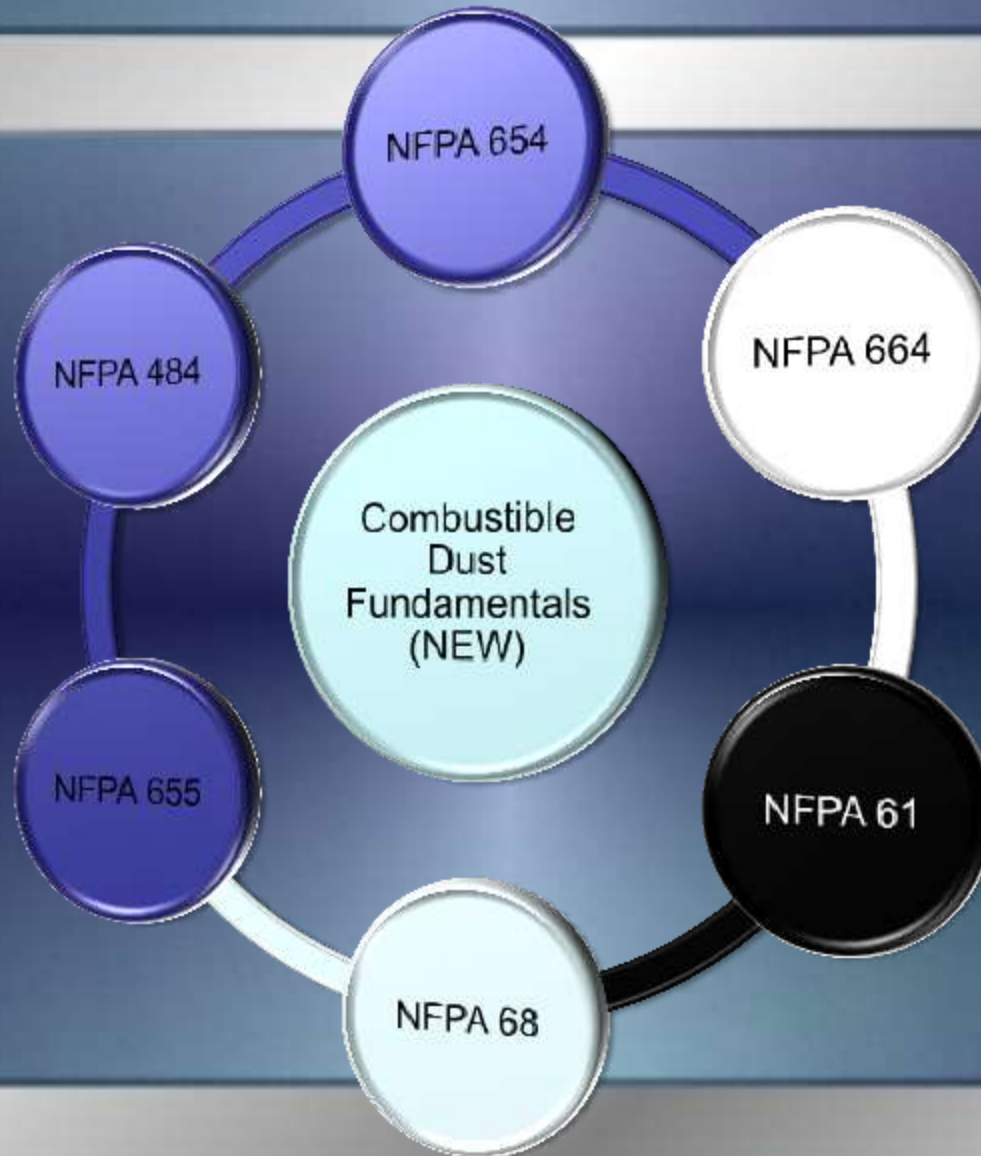 NFPA 654
NFPA 484
NFPA 664
Combustible
Dust
Fundamentals
(NEW)
NFPA 655
NFPA 61
NFPA 68